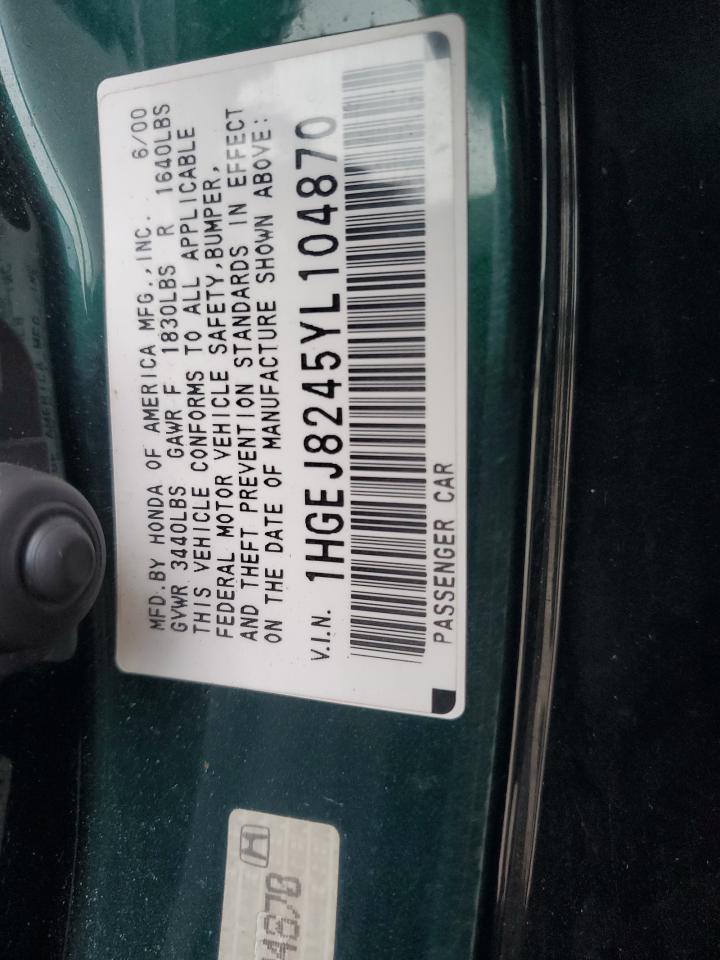 MFD.BY HONDA OF AMERICA MFG.,INC. 6/00
GVWR 3440LBS GAWR F 1830LBS R 1640LBS
THIS VEHICLE CONFORMS TO ALL APPLICABLE
FEDERAL MOTOR VEHICLE SAFETY,BUMPER,
AND THEFT PREVENTION STANDARDS IN EFFECT
ON THE DATE OF MANUFACTURE SHOWN ABOVE:
V.I.N. 1HGEJ8245YL104870
PASSENGER CAR
H
4870